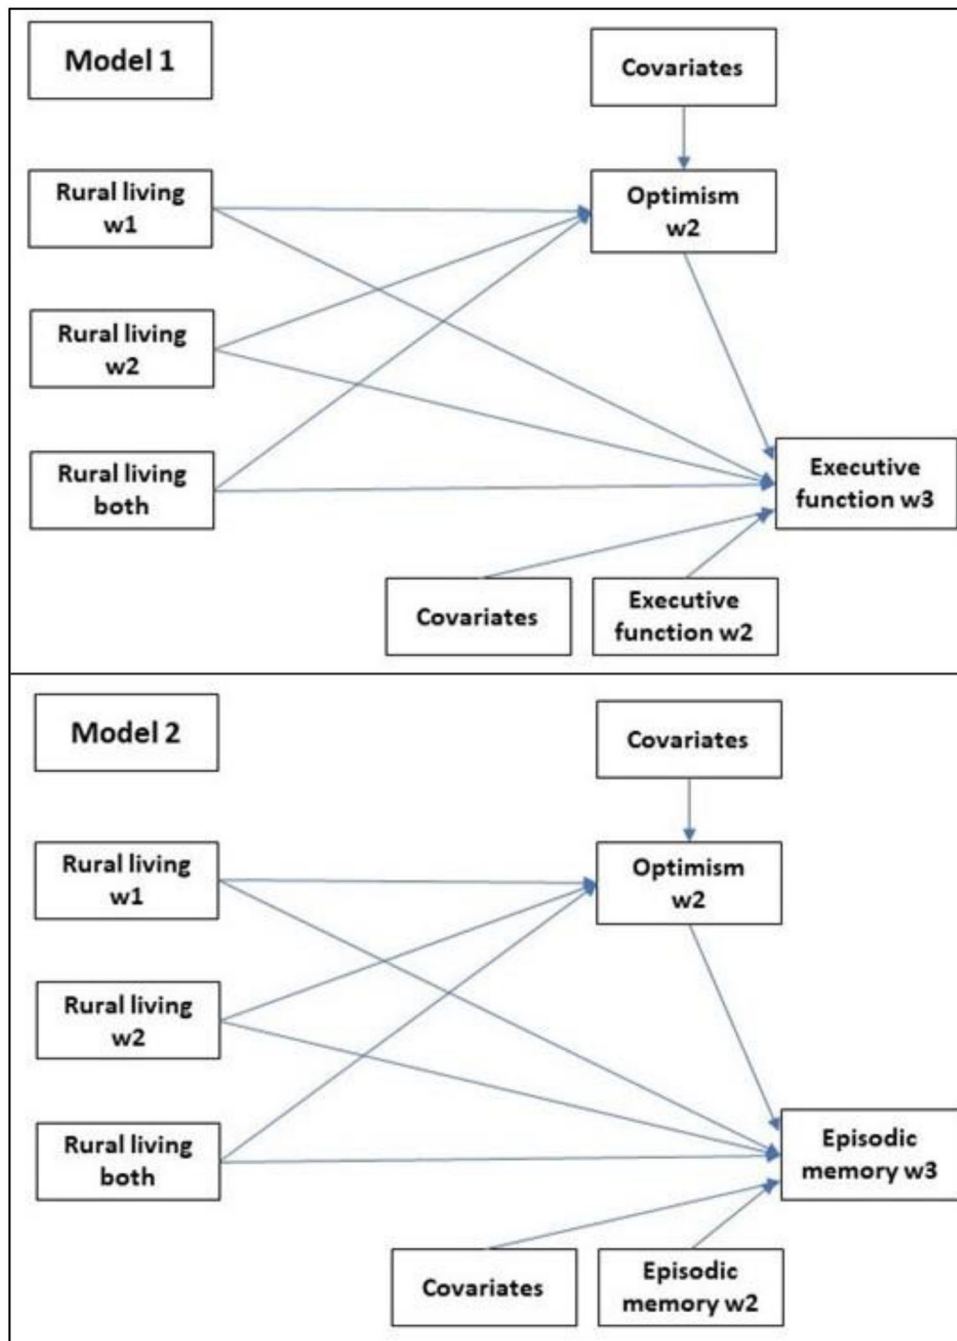 Model 1
Covariates
Rural living
w1
Optimism
w2
Rural living
w2
Rural living
both
Executive
function w3
Covariates
Executive
function w2
Model 2
Covariates
Rural living
w1
Optimism
w2
Rural living
w2
Rural living
both
Episodic
memory w3
Covariates
Episodic
memory w2